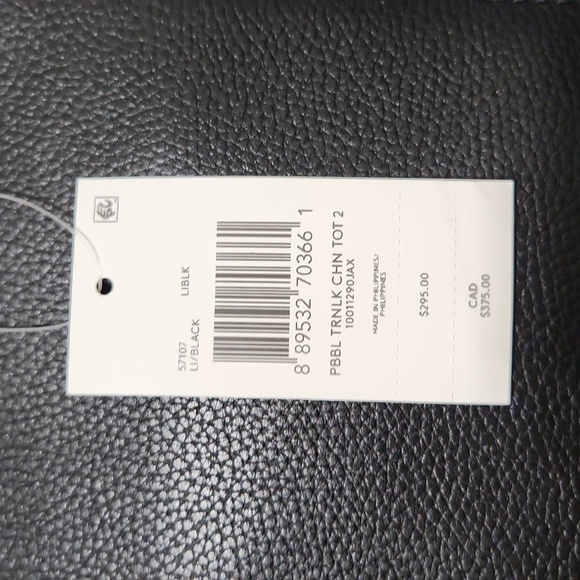 57107
LI/BLACK LIBLK
8 89532 70366 1
PBBL TRNLK CHN TOT 2
10011290JAX
MADE IN PHILIPPINES/
PHILIPPINES
$295.00
CAD
$375.00